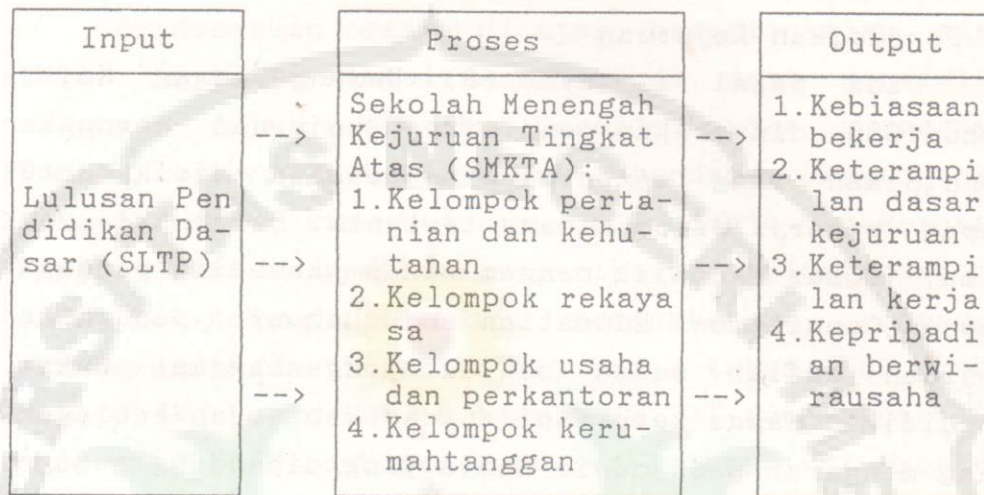 Input
Lulusan Pen
didikan Da-
sar (SLTP)
-->
-->
-->
Proses
Sekolah Menengah
Kejuruan Tingkat
Atas (SMKTA):
1.Kelompok perta-
nian dan kehu-
tanan
2.Kelompok rekaya
sa
3.Kelompok usaha
dan perkantoran
4.Kelompok keru-
mahtanggan
-->
-->
-->
Output
1.Kebiasaan
bekerja
2.Keterampi
lan dasar
kejuruan
3.Keterampi
lan kerja
4.Kepribadi
an berwi-
rausaha